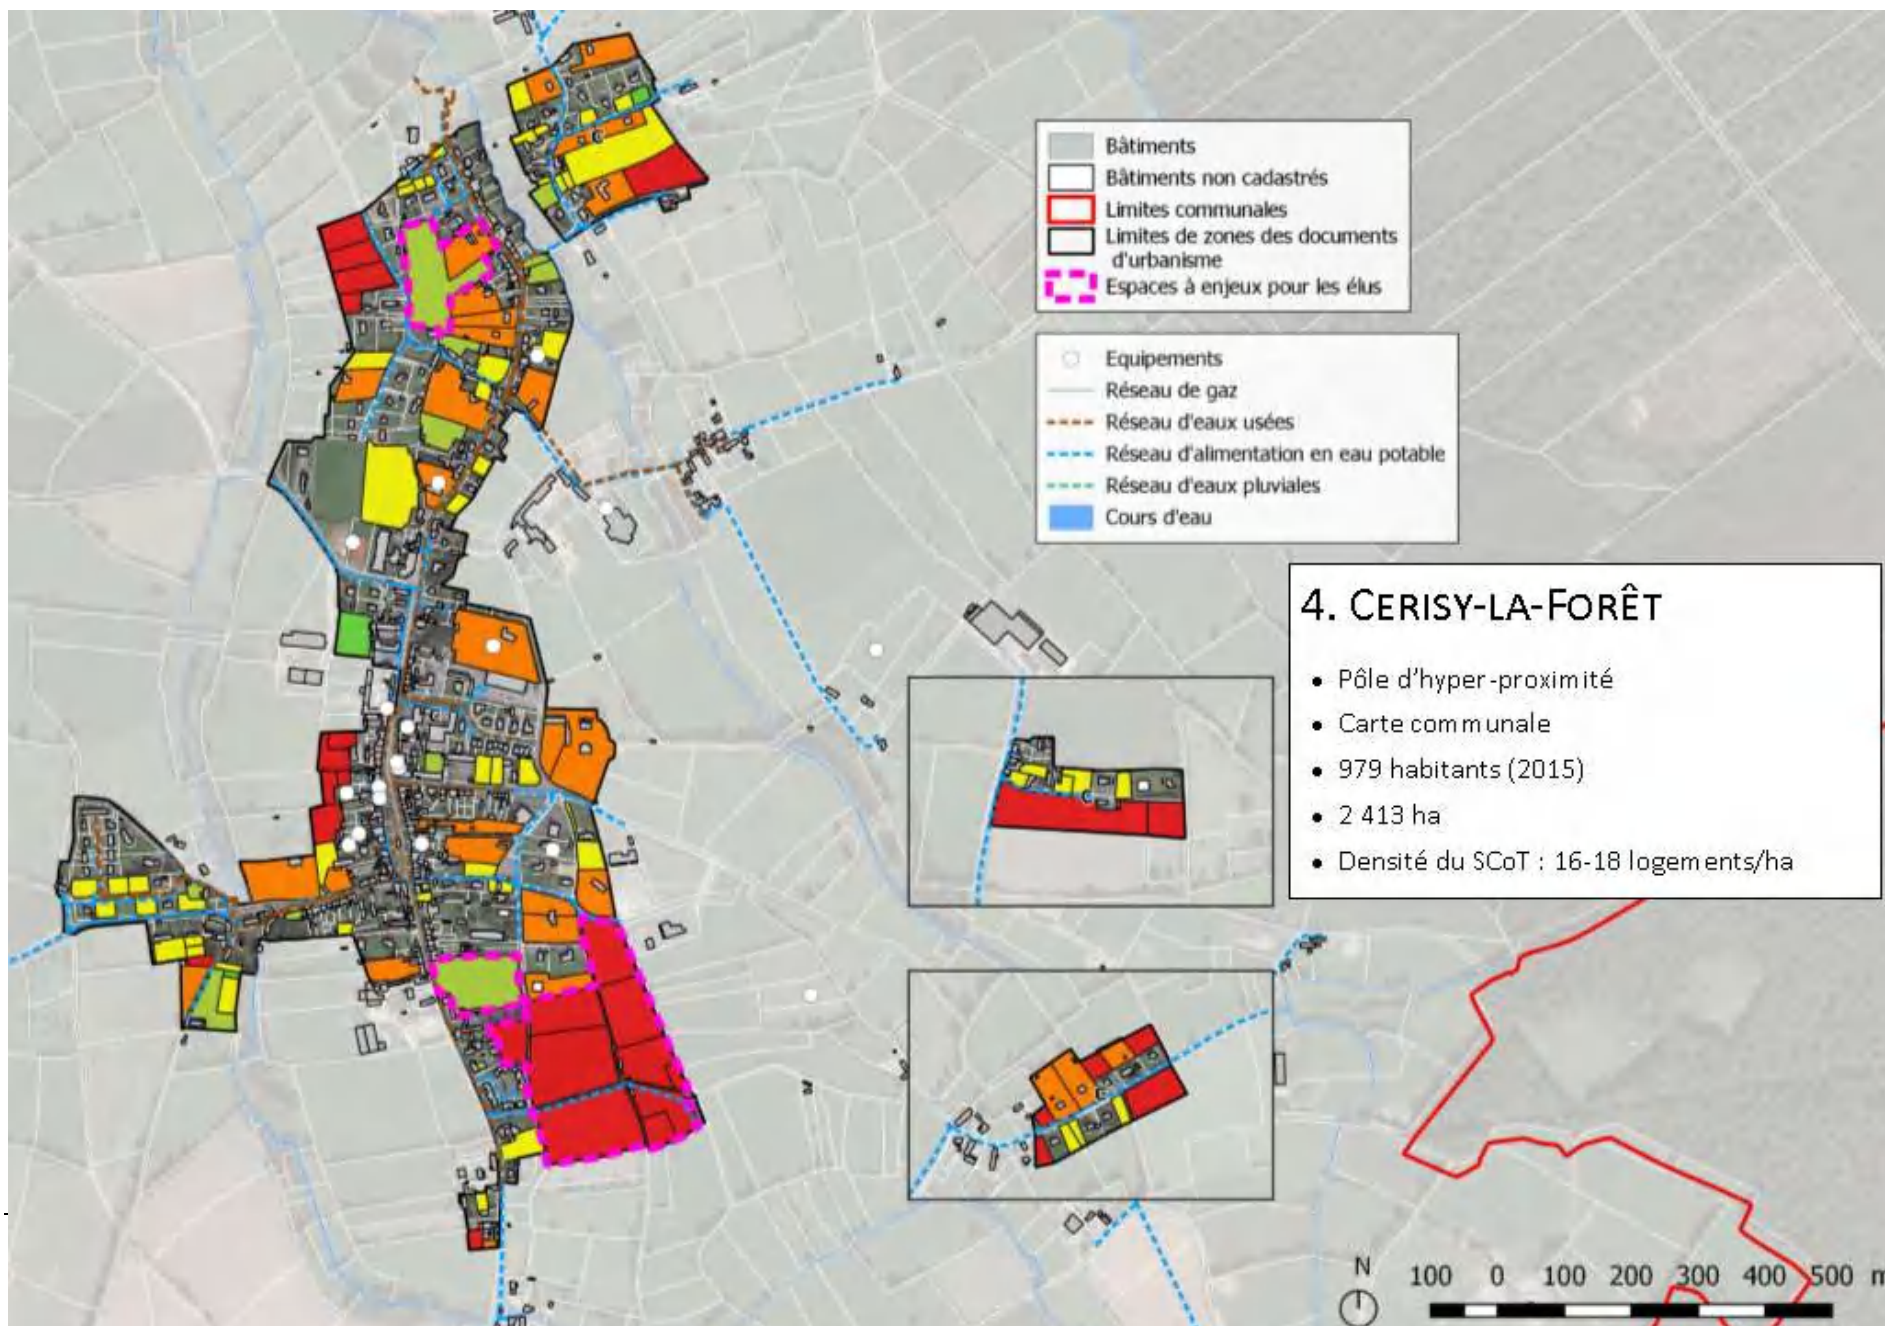 Bâtiments
Bâtiments non cadastrés
Limites communales
Limites de zones des documents
d'urbanisme
Espaces à enjeux pour les élus
Equipements
Réseau de gaz
Réseau d'eaux usées
Réseau d'alimentation en eau potable
Réseau d'eaux pluviales
Cours d'eau
4. CERISY-LA-FORÊT
• Pôle d'hyper-proximité
• Carte communale
• 979 habitants (2015)
• 2 413 ha
• Densité du SCoT : 16-18 logements/ha
N
100 0 100 200 300 400 500 m